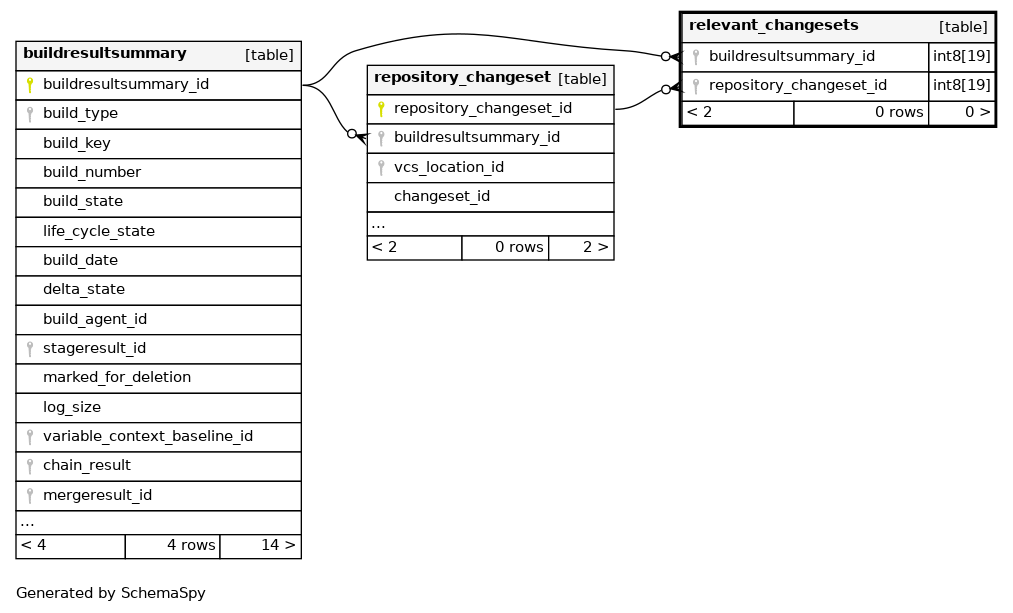 buildresultsummary [table]
buildresultsummary_id
build_type
build_key
build_number
build_state
life_cycle_state
build_date
delta_state
build_agent_id
stageresult_id
marked_for_deletion
log_size
variable_context_baseline_id
chain_result
mergeresult_id
...
< 4 4 rows 14 >
repository_changeset [table]
repository_changeset_id
buildresultsummary_id
vcs_location_id
changeset_id
...
< 2 0 rows 2 >
relevant_changesets [table]
buildresultsummary_id int8[19]
repository_changeset_id int8[19]
< 2 0 rows 0 >
Generated by SchemaSpy